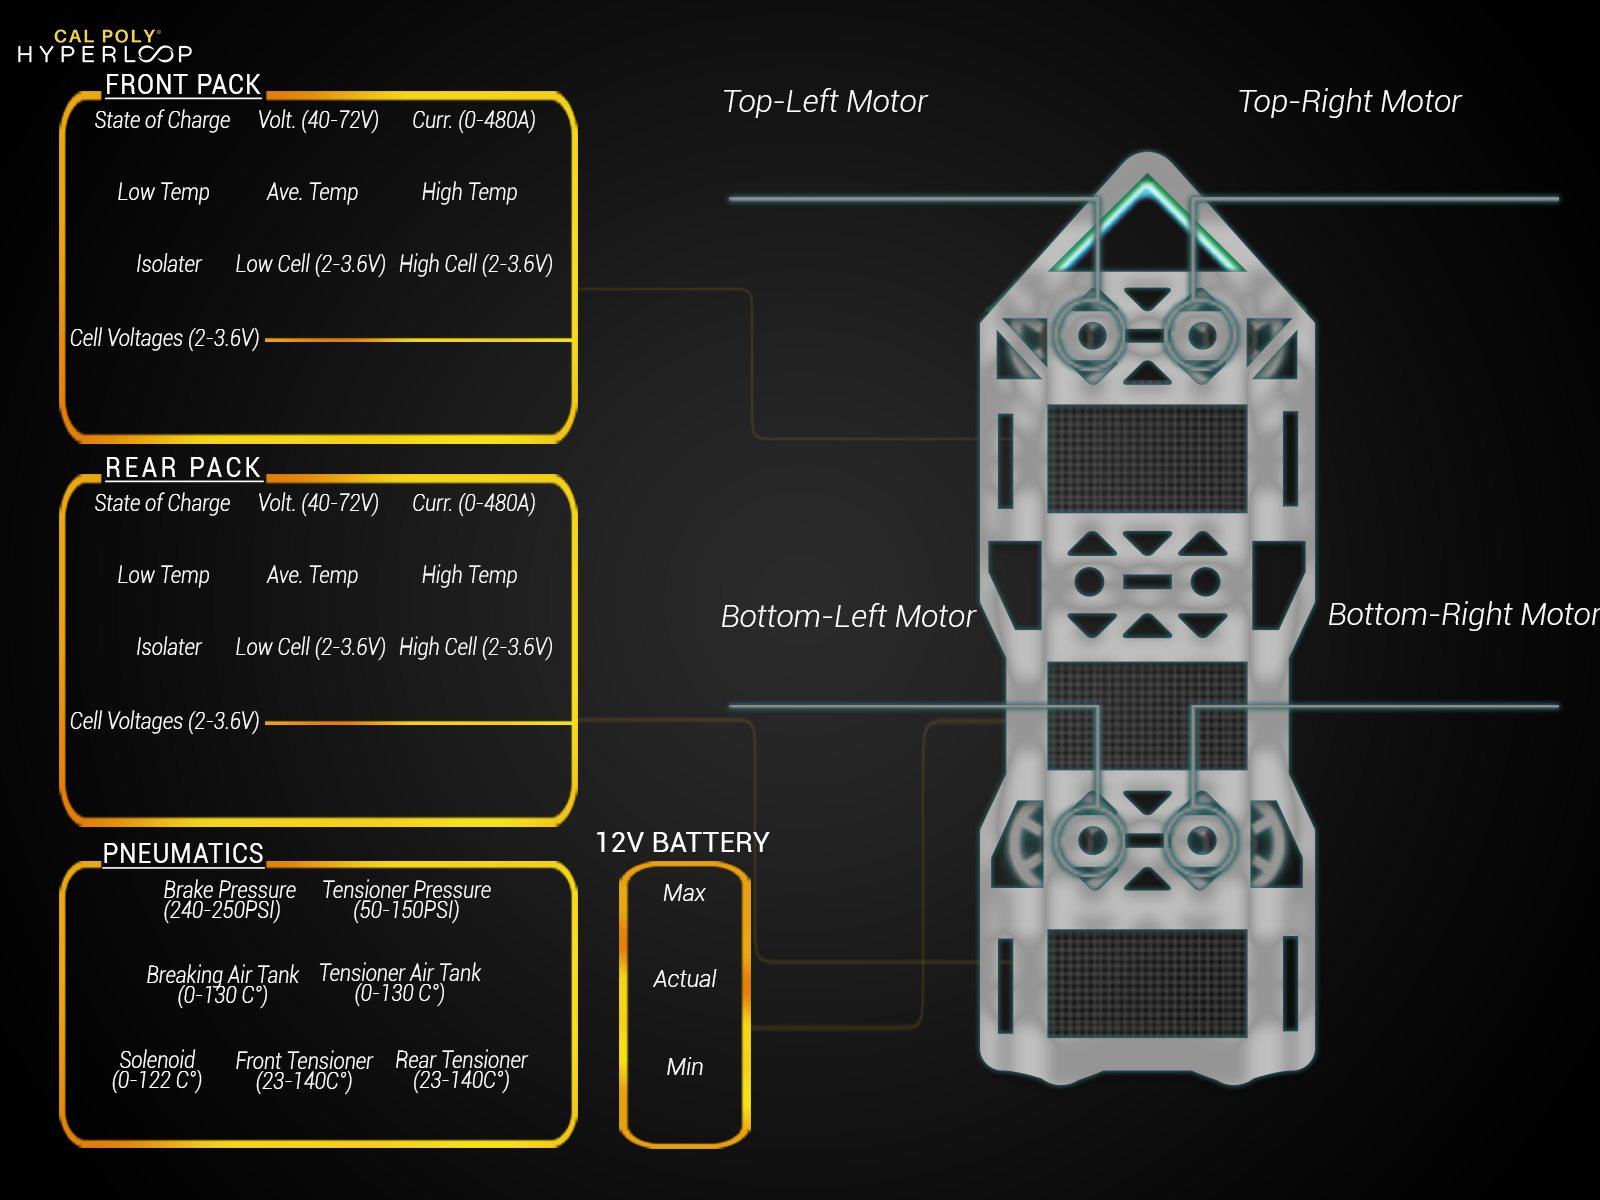 CAL POLY®
HYPERLOOP
FRONT PACK
State of Charge Volt. (40-72V) Curr. (0-480A)
Low Temp Ave. Temp High Temp
Isolater Low Cell (2-3.6V) High Cell (2-3.6V)
Cell Voltages (2-3.6V)
REAR PACK
State of Charge Volt. (40-72V) Curr. (0-480A)
Low Temp Ave. Temp High Temp
Isolater Low Cell (2-3.6V) High Cell (2-3.6V)
Cell Voltages (2-3.6V)
PNEUMATICS
Brake Pressure
(240-250PSI)
Tensioner Pressure
(50-150PSI)
Breaking Air Tank
(0-130 C°)
Tensioner Air Tank
(0-130 C°)
Solenoid
(0-122 C°)
Front Tensioner
(23-140C°)
Rear Tensioner
(23-140C°)
12V BATTERY
Max
Actual
Min
Top-Left Motor
Top-Right Motor
Bottom-Left Motor
Bottom-Right Motor